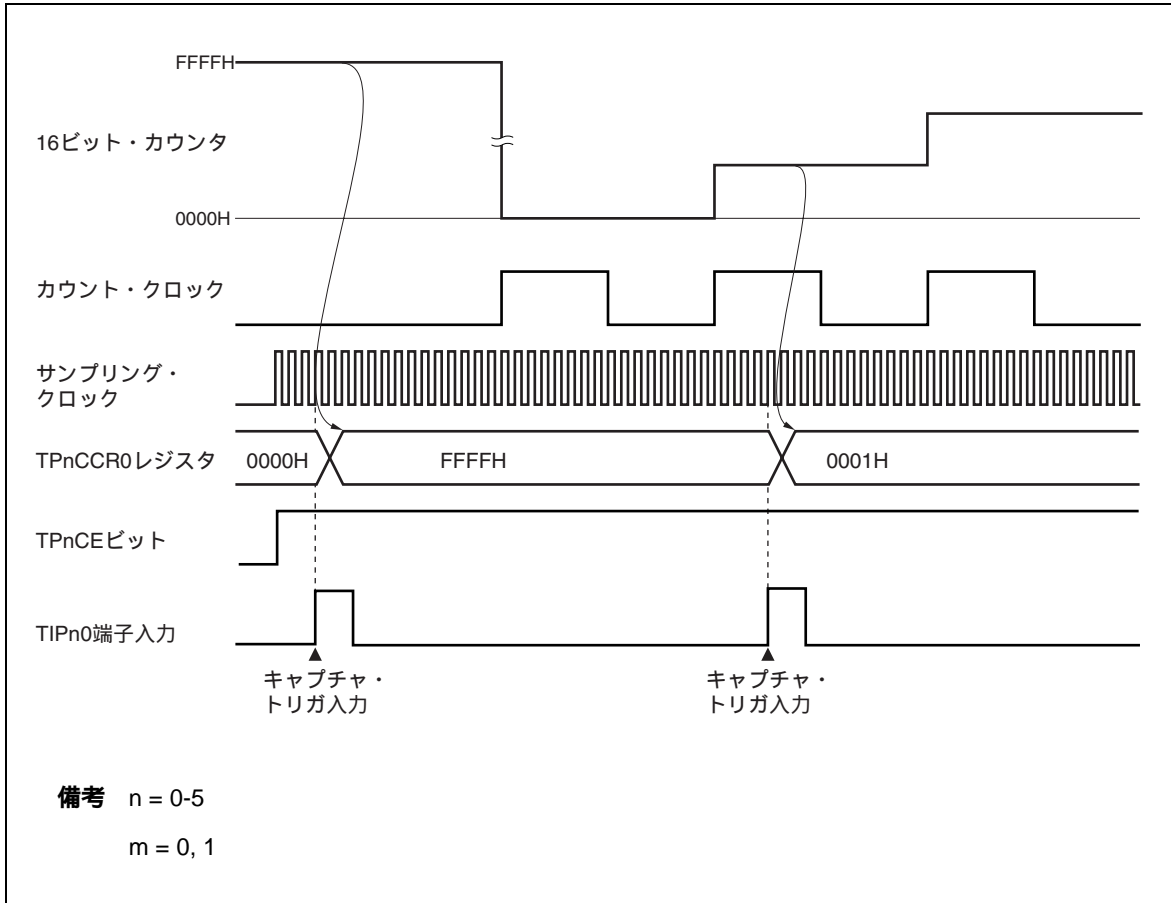 FFFFH
16ビット・カウンタ
0000H
カウント・クロック
サンプリング・
クロック
TPnCCR0レジスタ 0000H FFFFH 0001H
TPnCEビット
TIPn0端子入力
キャプチャ・
トリガ入力
キャプチャ・
トリガ入力
備考 n = 0-5
m = 0, 1